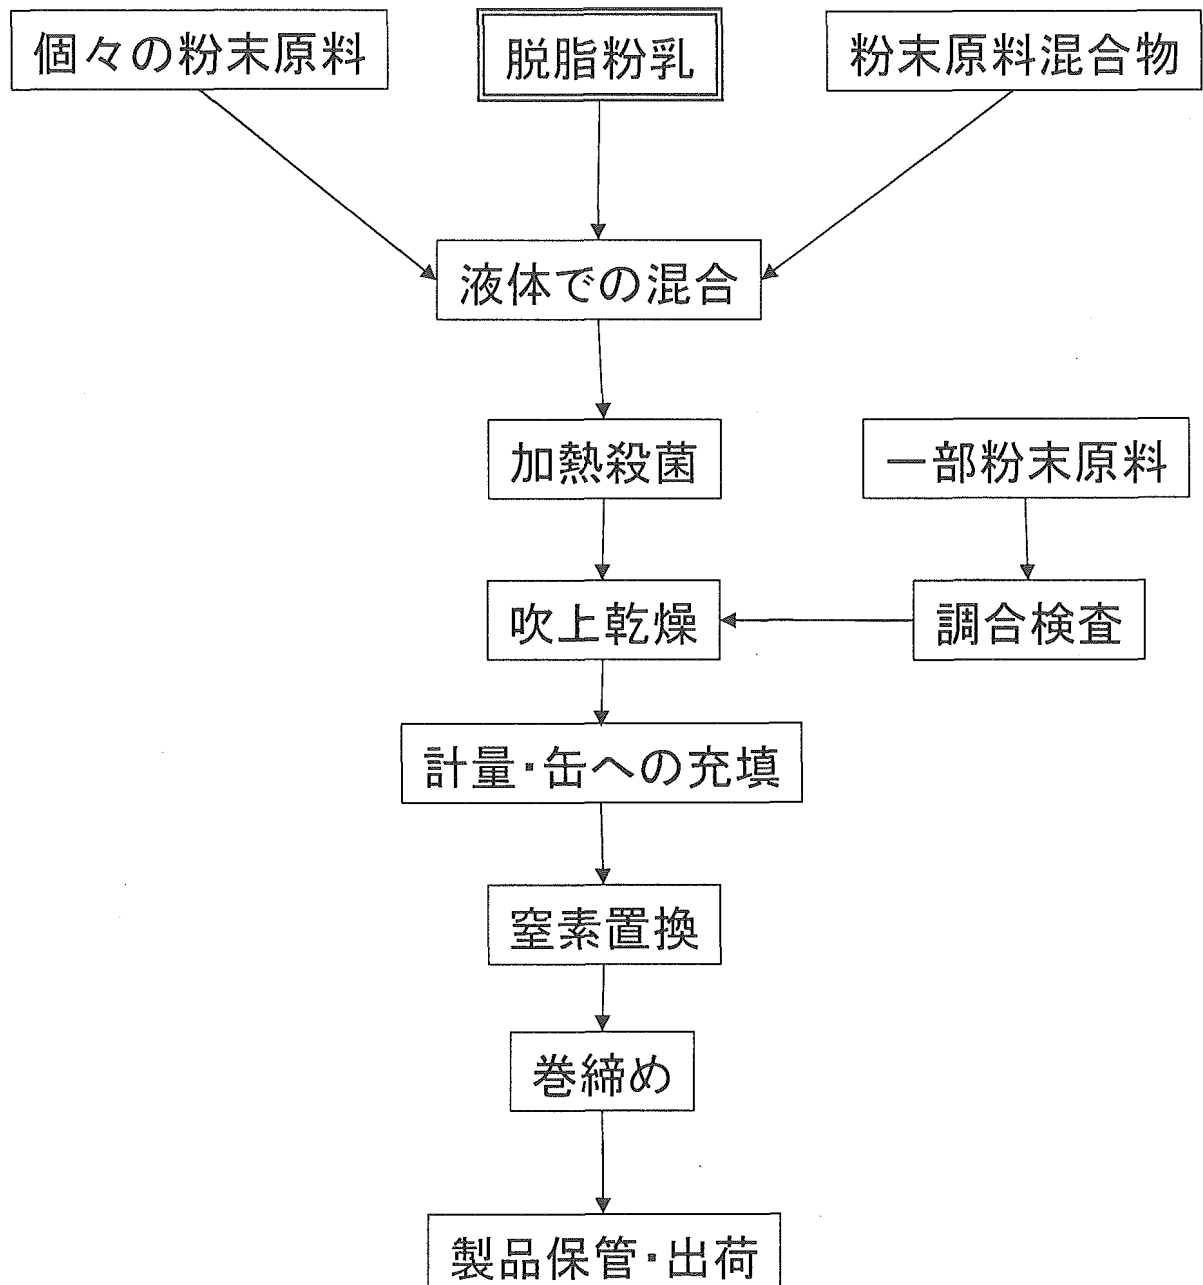 個々の粉末原料
脱脂粉乳
粉末原料混合物
液体での混合
加熱殺菌
一部粉末原料
吹上乾燥
調合検査
計量・缶への充填
窒素置換
巻締め
製品保管・出荷